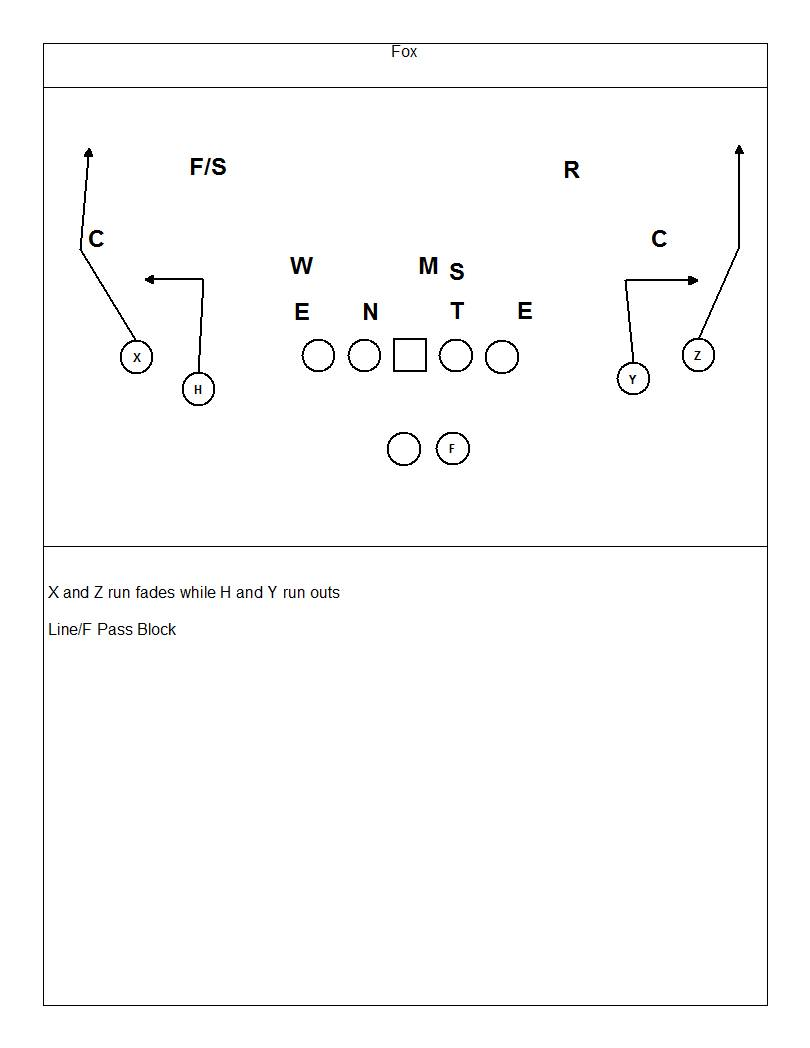 Fox
F/S R
C C
W M S
E N T E
X Z
H Y
F
X and Z run fades while H and Y run outs
Line/F Pass Block